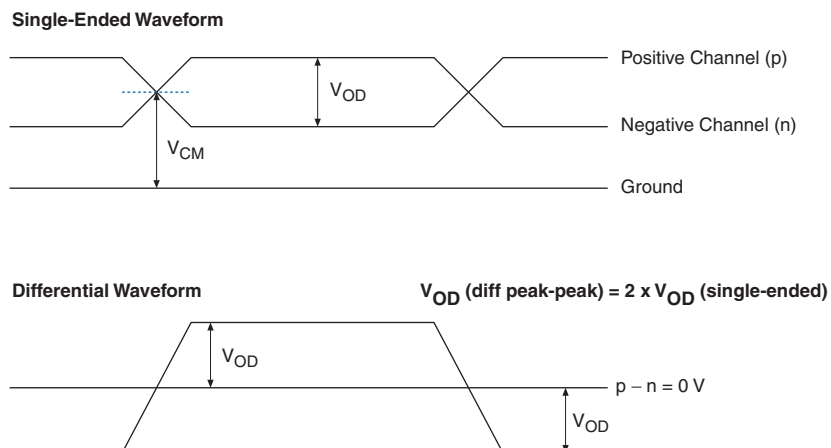 Single-Ended Waveform
Positive Channel (p)
VOD
Negative Channel (n)
VCM
Ground
Differential Waveform
VOD (diff peak-peak) = 2 x VOD (single-ended)
VOD
p − n = 0 V
VOD